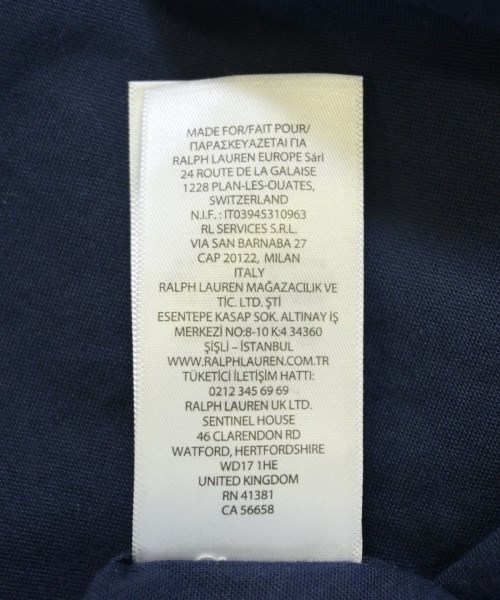 MADE FOR/FAIT POUR/
ΠΑΡΑΣΚΕΥΑΖΕΤΑΙ ΓΙΑ
RALPH LAUREN EUROPE Sárl
24 ROUTE DE LA GALAISE
1228 PLAN-LES-OUATES,
SWITZERLAND
N.I.F. : IT03945310963
RL SERVICES S.R.L.
VIA SAN BARNABA 27
CAP 20122, MILAN
ITALY
RALPH LAUREN MAĞAZACILIK VE
TİC. LTD. ŞTİ
ESENTEPE KASAP SOK. ALTINAY İŞ
MERKEZİ NO:8-10 K:4 34360
ŞİŞLİ – İSTANBUL
WWW.RALPHLAUREN.COM.TR
TÜKETİCİ İLETİŞİM HATTI:
0212 345 69 69
RALPH LAUREN UK LTD.
SENTINEL HOUSE
46 CLARENDON RD
WATFORD, HERTFORDSHIRE
WD17 1HE
UNITED KINGDOM
RN 41381
CA 56658